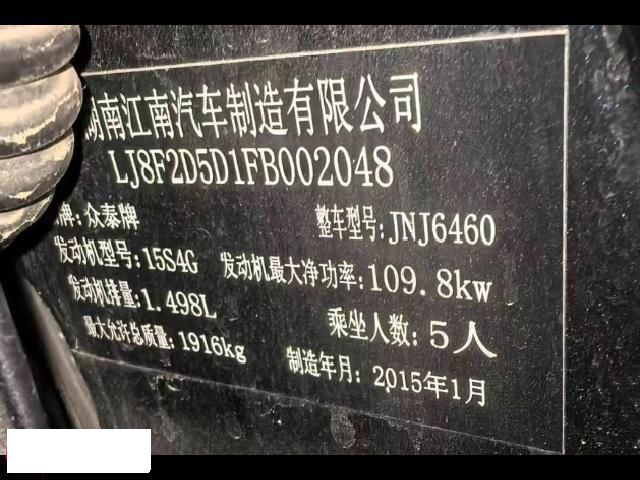 湖南江南汽车制造有限公司
LJ8F2D5D1FB002048
品牌: 众泰牌 整车型号: JNJ6460
发动机型号: 15S4G 发动机最大净功率: 109.8kw
发动机排量: 1.498L 乘坐人数: 5人
最大允许总质量: 1916kg 制造年月: 2015年1月